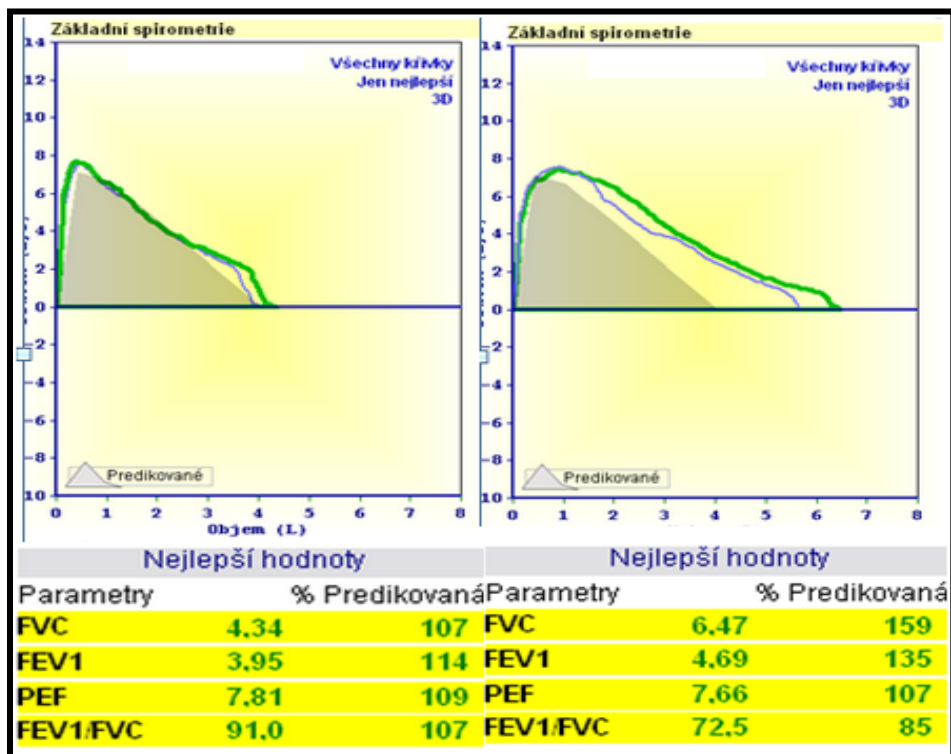 Základní spirometrie
Všechny křivky
Jen nejlepší
3D
14
12
10
8
6
4
2
0
-2
-4
-6
-8
10
Predikované
0 1 2 3 4 5 6 7 8
Objem (L)
Základní spirometrie
Všechny křivky
Jen nejlepší
3D
14
12
10
8
6
4
2
0
-2
-4
-6
-8
10
Predikované
0 1 2 3 4 5 6 7 8
Nejlepší hodnoty
Parametry % Predikovaná
FVC 4,34 107
FEV1 3,95 114
PEF 7,81 109
FEV1/FVC 91,0 107
Nejlepší hodnoty
Parametry % Predikovaná
FVC 6,47 159
FEV1 4,69 135
PEF 7,66 107
FEV1/FVC 72,5 85